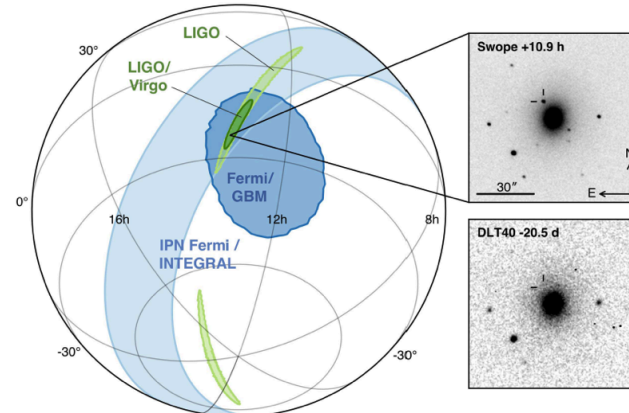 LIGO
Swope +10.9 h
30°
LIGO/
Virgo
30"
N
E
Fermi/
GBM
0°
16h
12h
8h
IPN Fermi /
INTEGRAL
DLT40 -20.5 d
-30°
-30°